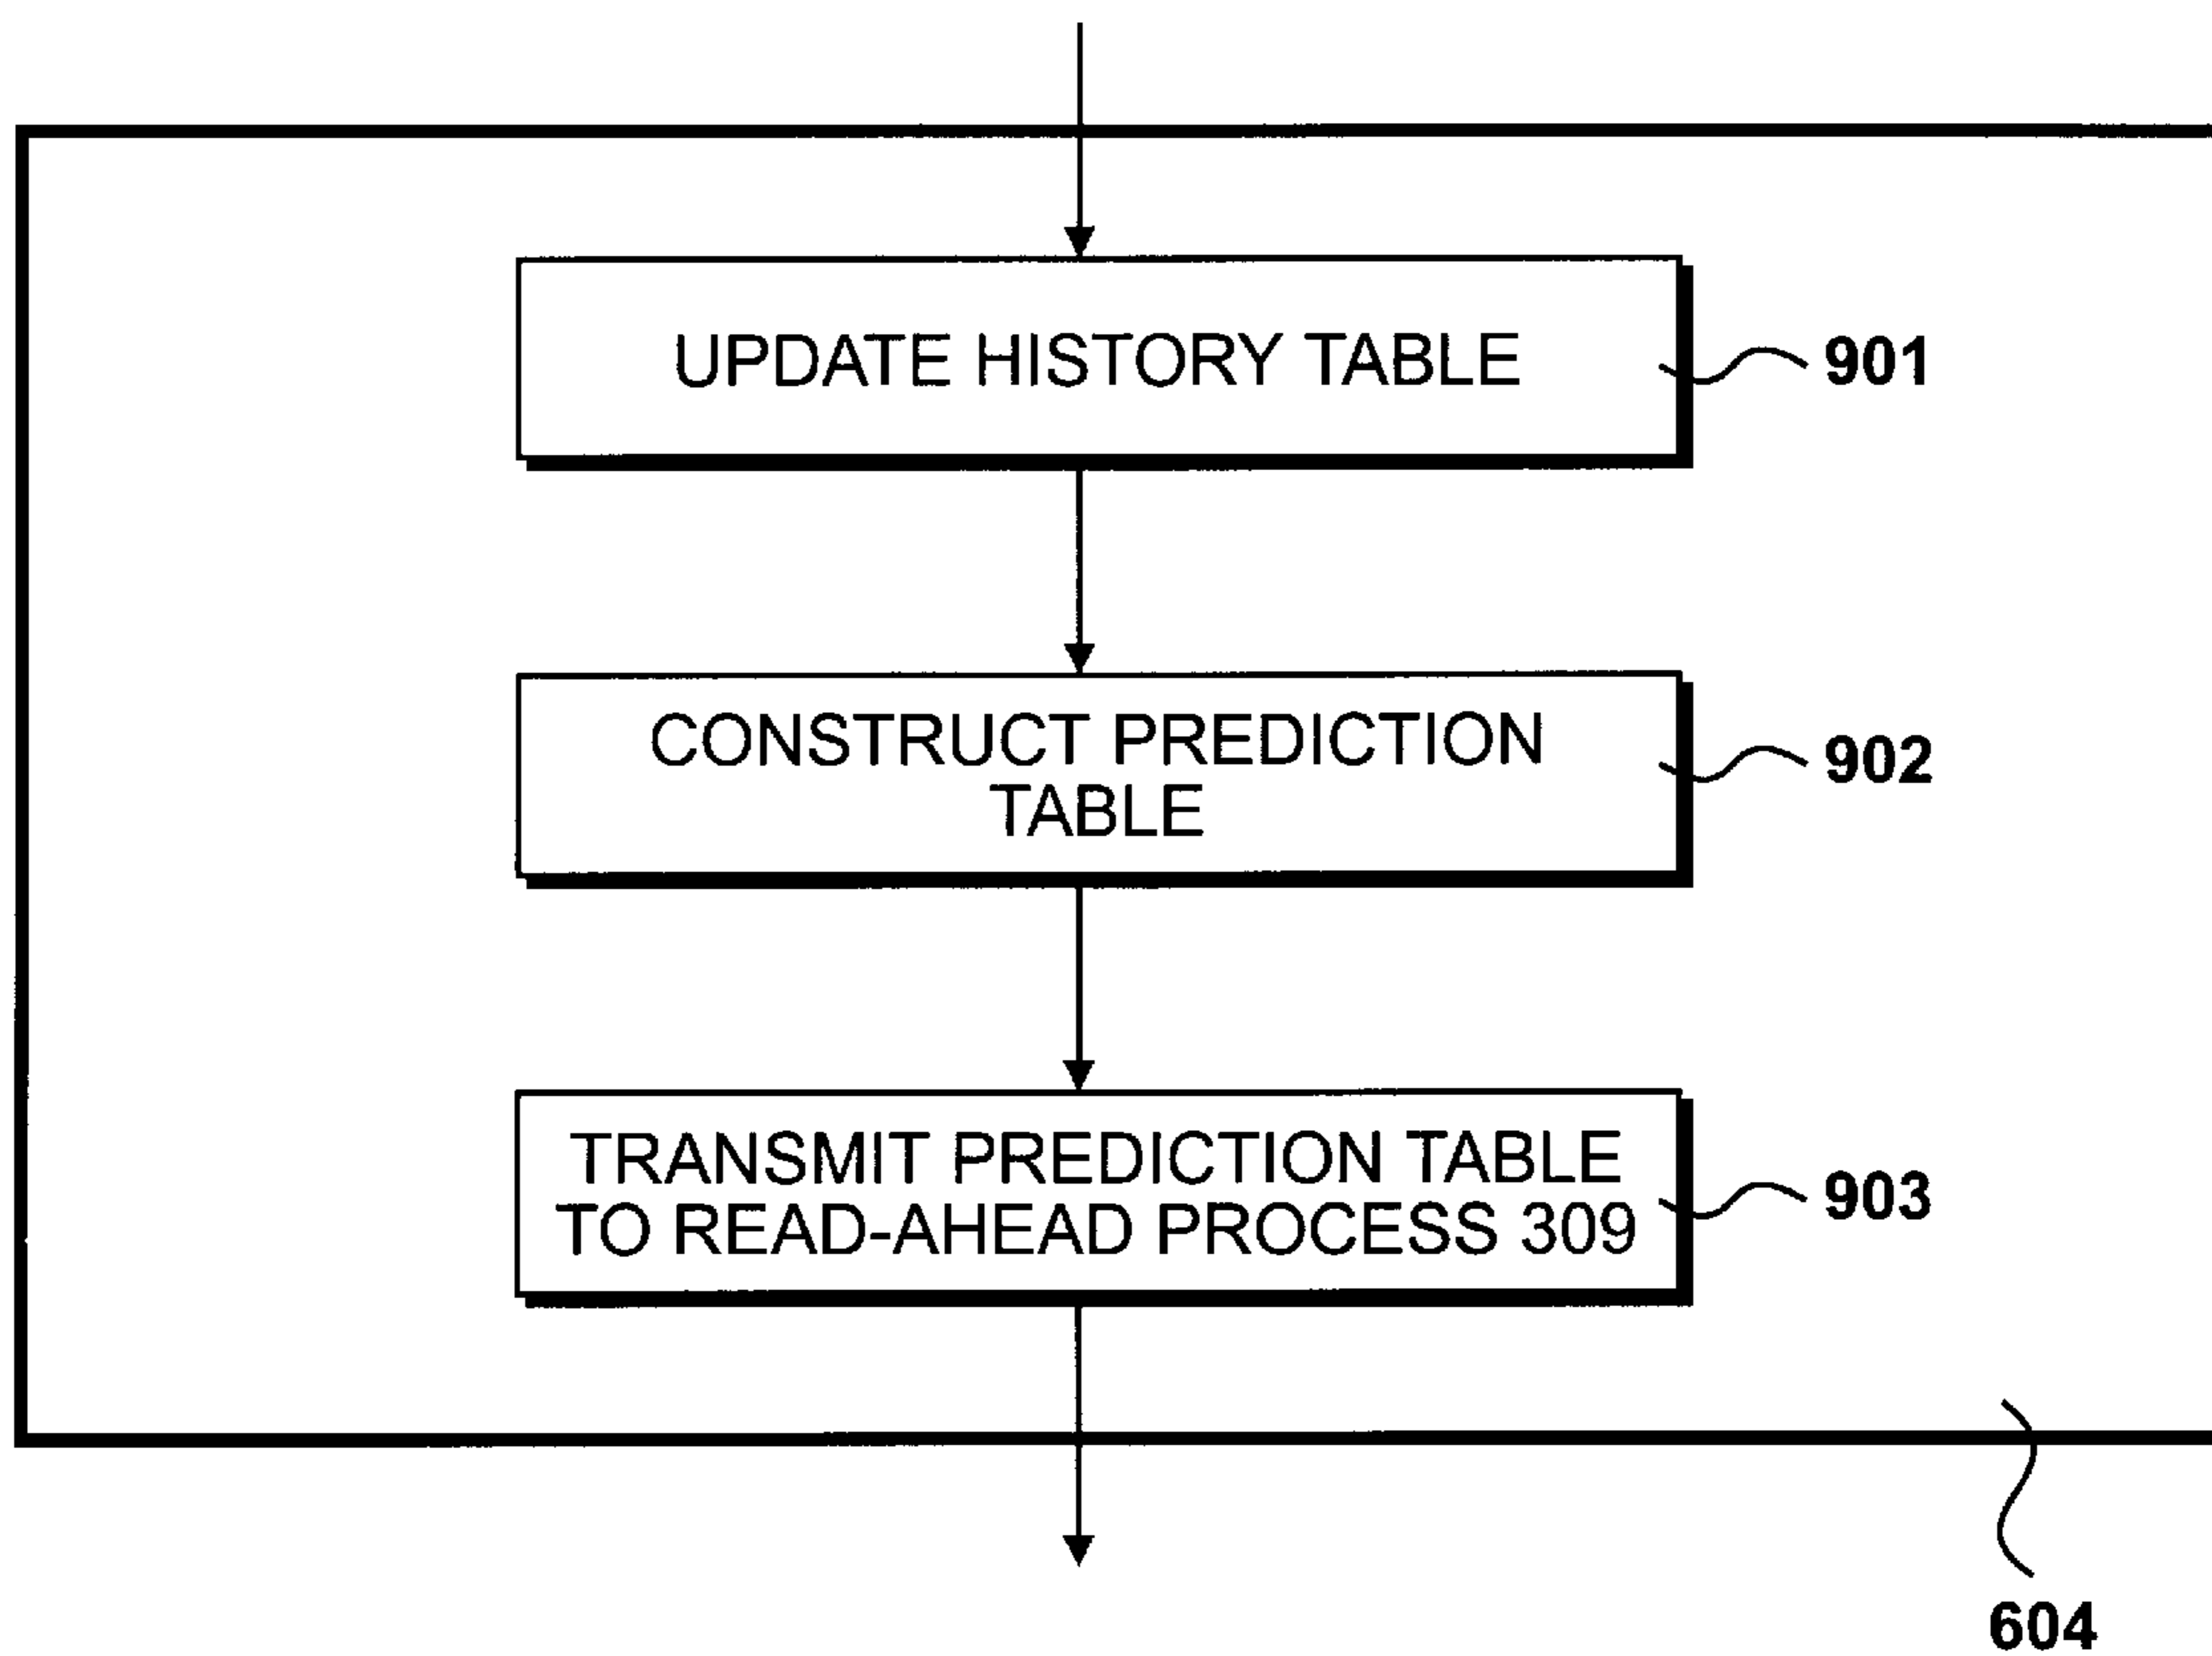 UPDATE HISTORY TABLE
901
CONSTRUCT PREDICTION
TABLE
902
TRANSMIT PREDICTION TABLE
TO READ-AHEAD PROCESS 309
903
604